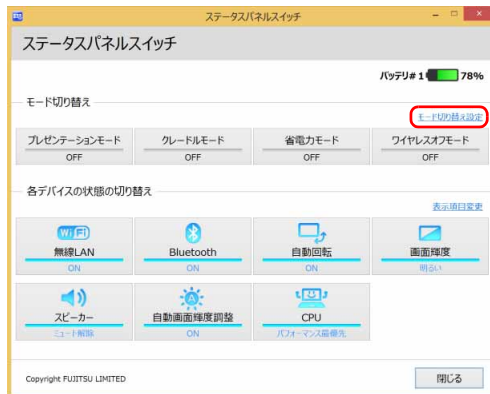 ステータスパネルスイッチ
ステータスパネルスイッチ
バッテリ#1 78%
モード切り替え
モード切り替え設定
プレゼンテーションモード クレードルモード 省電力モード ワイヤレスオフモード
OFF OFF OFF OFF
各デバイスの状態の切り替え
表示項目変更
WiFi
無線LAN Bluetooth 自動回転 画面輝度
ON ON ON 明るい
A
スピーカー 自動画面輝度調整 CPU
ミュート解除 ON パフォーマンス最優先
Copyright FUJITSU LIMITED 閉じる